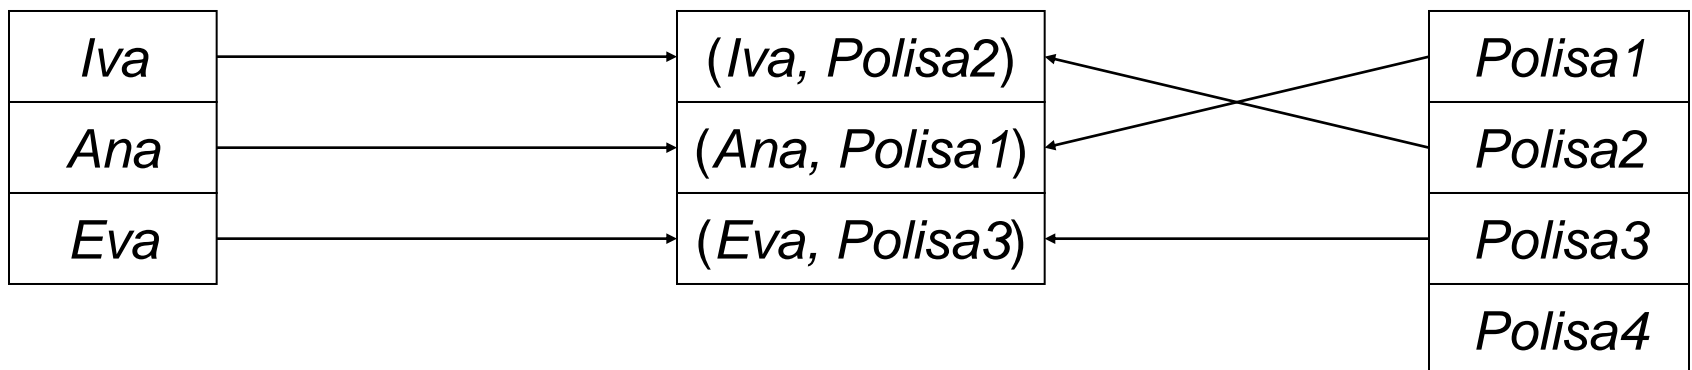 Iva
Ana
Eva
(Iva, Polisa2)
(Ana, Polisa1)
(Eva, Polisa3)
Polisa1
Polisa2
Polisa3
Polisa4